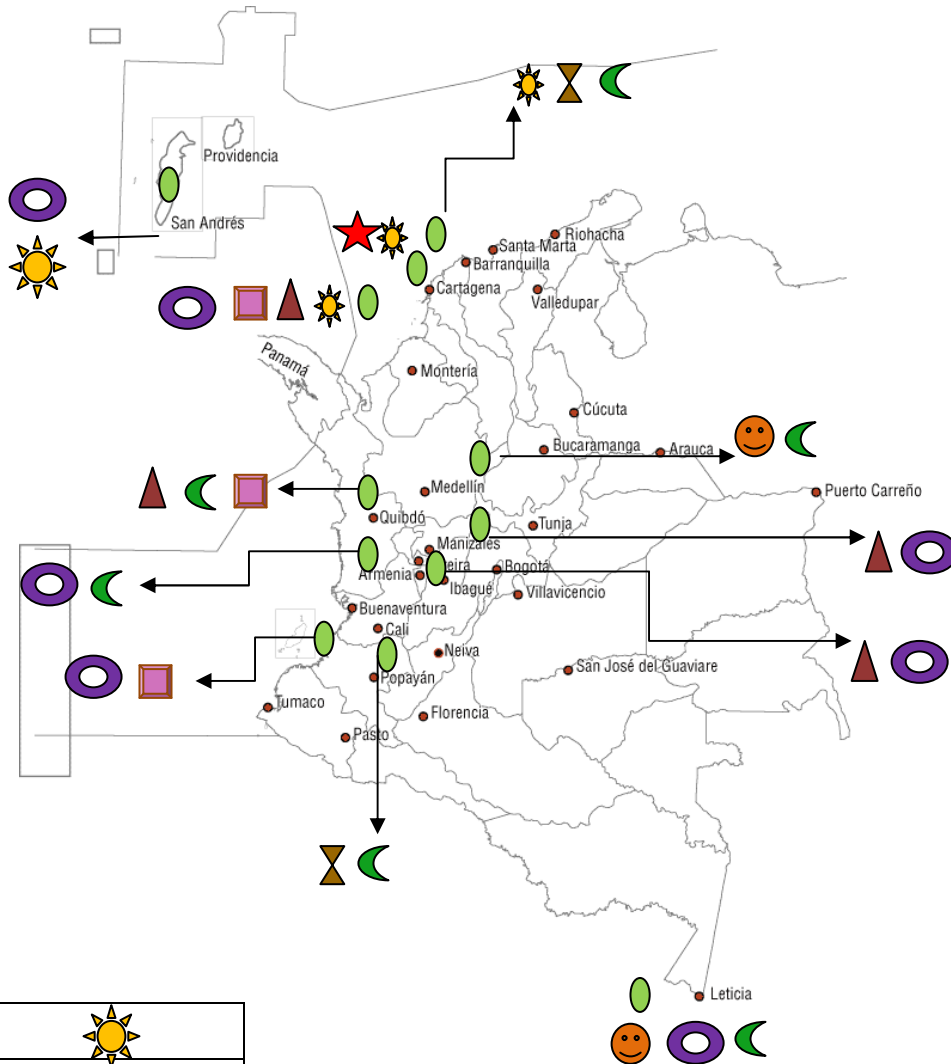 Providencia
San Andrés
Riohacha
Santa Marta
Barranquilla
Cartagena
Valledupar
Panamá
Montería
Cúcuta
Bucaramanga
Arauca
Medellín
Puerto Carreño
Quibdó
Tunja
Manizales
eira
Bogotá
Armenia
Ibagué
Villavicencio
Buenaventura
Cali
Neiva
San José del Guaviare
Popayán
Tumaco
Florencia
Pasto
Leticia